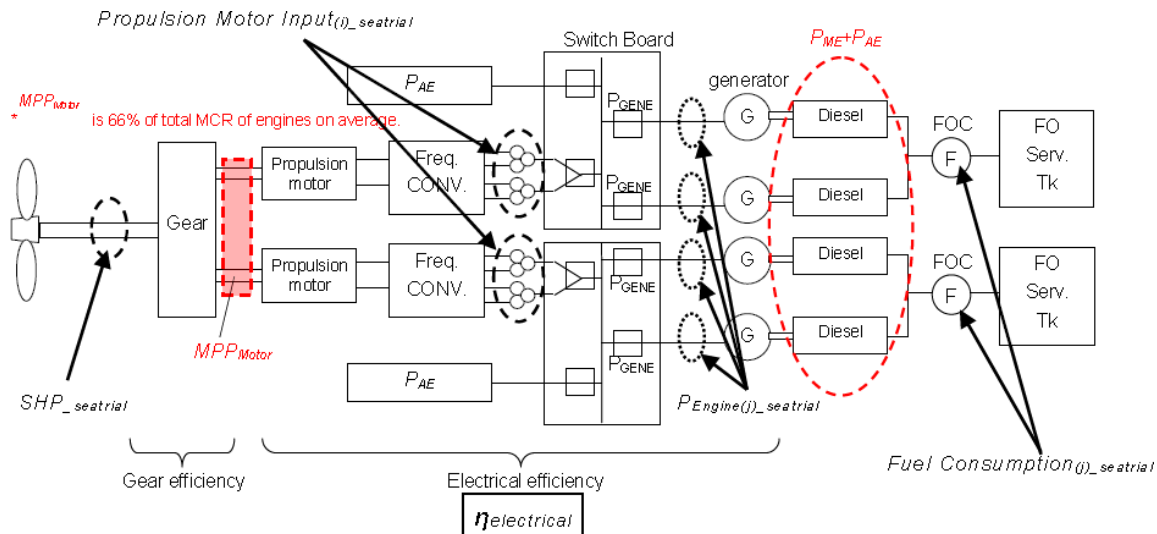 Propulsion Motor Input(i)_seatrial
Switch Board
PME+PAE
generator
PAE
PGENE
G
Diesel
MPPMotor
* is 66% of total MCR of engines on average.
FOC
F
FO
Serv.
Tk
Propulsion
motor
Freq.
CONV.
Gear
PGENE
G
Diesel
Propulsion
motor
Freq.
CONV.
PGENE
G
Diesel
FOC
F
FO
Serv.
Tk
MPPMotor
PGENE
G
Diesel
PAE
SHP_seatrial
PEngine(j)_seatrial
Fuel Consumption(j)_seatrial
Gear efficiency
Electrical efficiency
ηelectrical